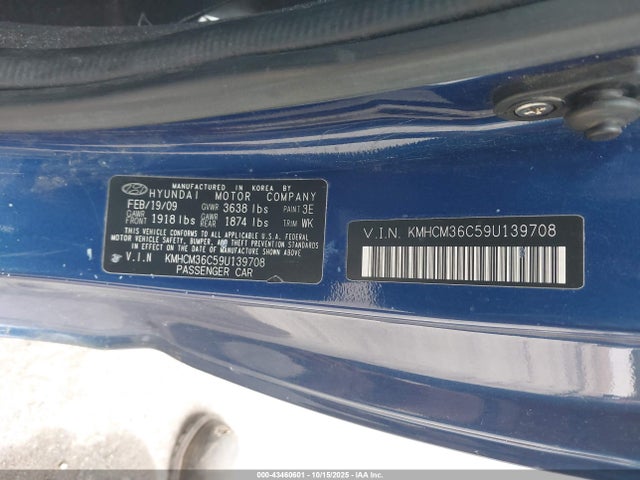 MANUFACTURED IN KOREA BY
HYUNDAI MOTOR COMPANY
FEB/19/09 GVWR 3638 lbs PAINT 3E
GAWR FRONT 1918 lbs GAWR REAR 1874 lbs TRIM WK
THIS VEHICLE CONFORMS TO ALL APPLICABLE U.S.A. FEDERAL
MOTOR VEHICLE SAFETY, BUMPER, AND THEFT PREVENTION STANDARDS
IN EFFECT ON THE DATE OF MANUFACTURE SHOWN ABOVE.
V.I.N KMHCM36C59U139708
PASSENGER CAR
V.I.N. KMHCM36C59U139708
000-43460601 - 10/15/2025 - IAAI.COM